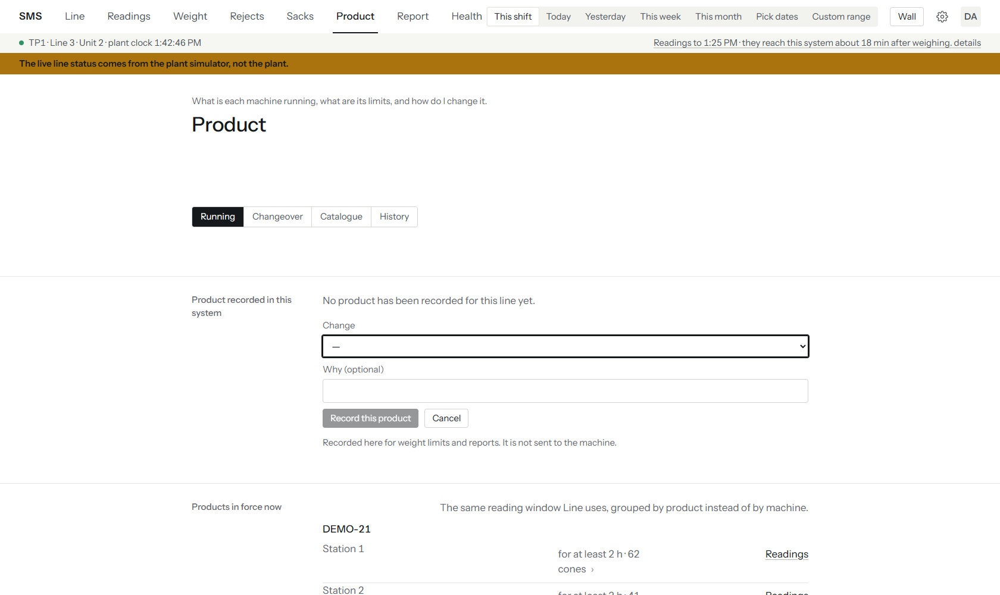 SMS Line Readings Weight Rejects Sacks Product Report Health This shift Today Yesterday This week This month Pick dates Custom range Wall DA
TP1 · Line 3 · Unit 2 · plant clock 1:42:46 PM Readings to 1:25 PM · they reach this system about 18 min after weighing. details
The live line status comes from the plant simulator, not the plant.
What is each machine running, what are its limits, and how do I change it.
Product
Running Changeover Catalogue History
Product recorded in this system
No product has been recorded for this line yet.
Change
—
Why (optional)
Record this product Cancel
Recorded here for weight limits and reports. It is not sent to the machine.
Products in force now The same reading window Line uses, grouped by product instead of by machine.
DEMO-21
Station 1 for at least 2 h · 62 cones › Readings
Station 2 for at least 2 h · 41 Readings